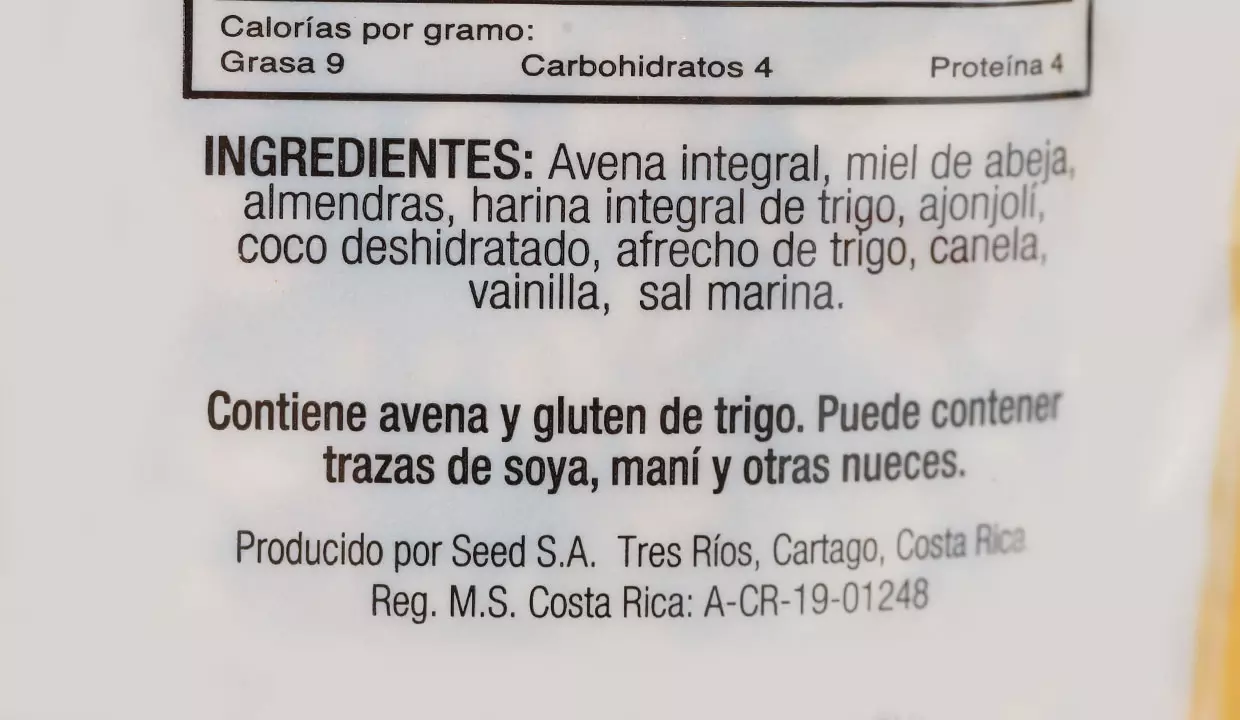 Calorías por gramo:
Grasa 9 Carbohidratos 4 Proteína 4
INGREDIENTES: Avena integral, miel de abeja,
almendras, harina integral de trigo, ajonjolí,
coco deshidratado, afrecho de trigo, canela,
vainilla, sal marina.
Contiene avena y gluten de trigo. Puede contener
trazas de soya, maní y otras nueces.
Producido por Seed S.A. Tres Ríos, Cartago, Costa Rica
Reg. M.S. Costa Rica: A-CR-19-01248